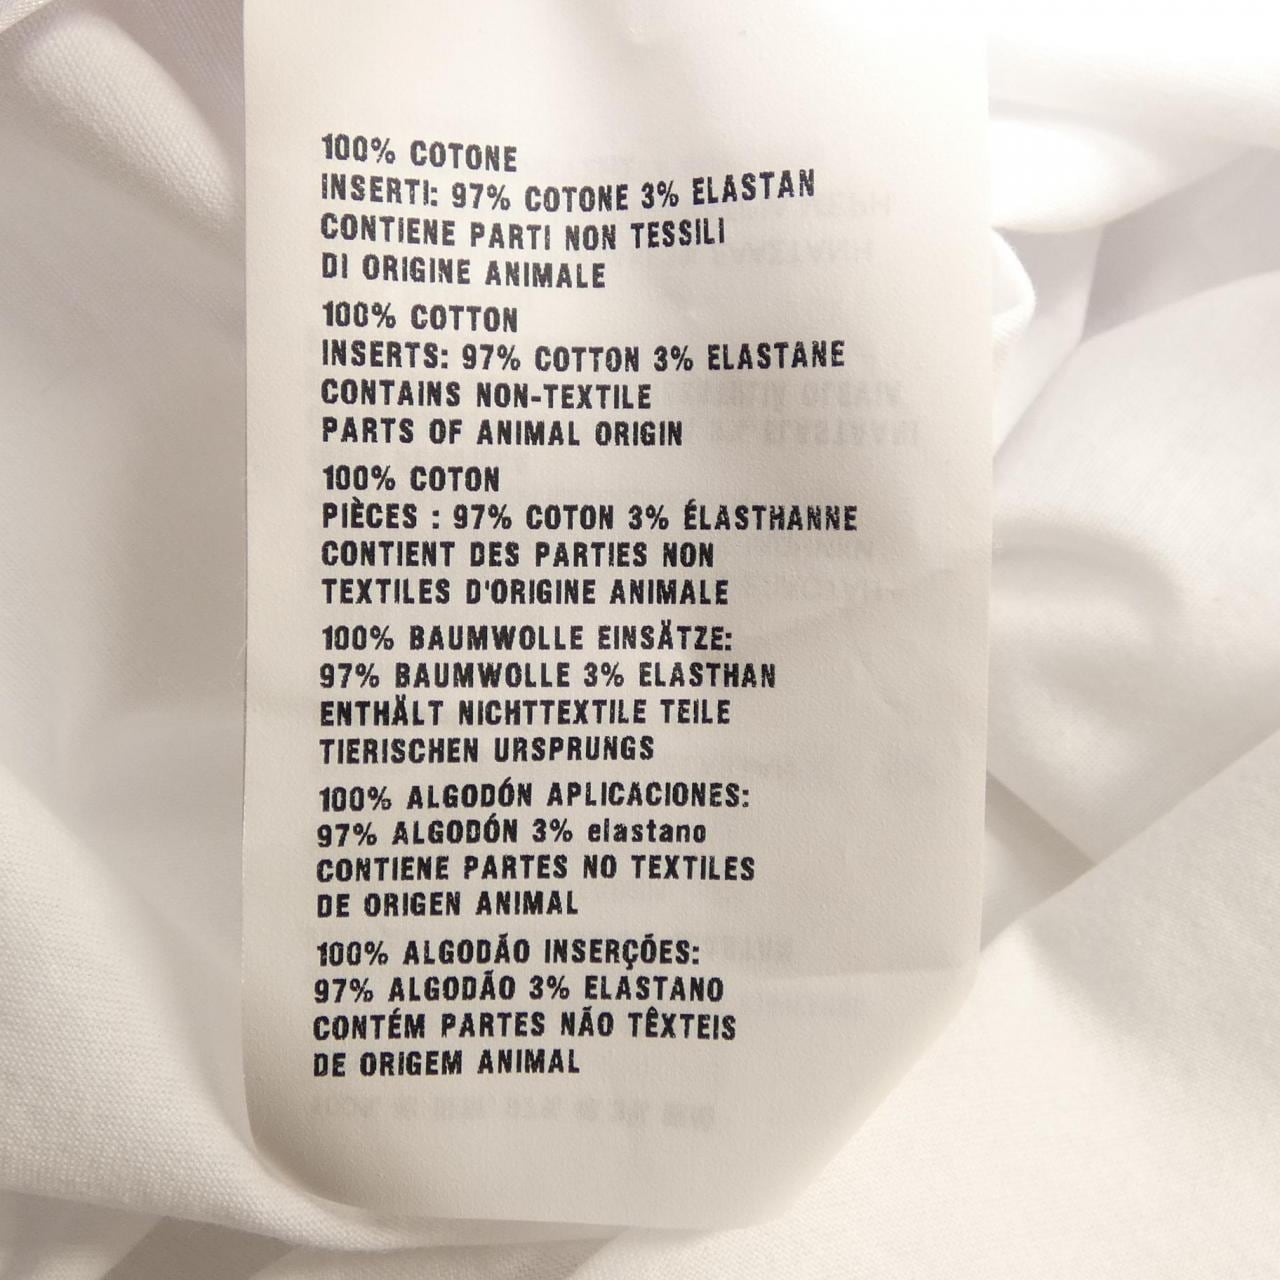 100% COTONE
INSERTI: 97% COTONE 3% ELASTAN
CONTIENE PARTI NON TESSILI
DI ORIGINE ANIMALE
100% COTTON
INSERTS: 97% COTTON 3% ELASTANE
CONTAINS NON-TEXTILE
PARTS OF ANIMAL ORIGIN
100% COTON
PIÈCES : 97% COTON 3% ÉLASTHANNE
CONTIENT DES PARTIES NON
TEXTILES D'ORIGINE ANIMALE
100% BAUMWOLLE EINSÄTZE:
97% BAUMWOLLE 3% ELASTHAN
ENTHÄLT NICHTTEXTILE TEILE
TIERISCHEN URSPRUNGS
100% ALGODÓN APLICACIONES:
97% ALGODÓN 3% elastano
CONTIENE PARTES NO TEXTILES
DE ORIGEN ANIMAL
100% ALGODÃO INSERÇÓES:
97% ALGODÃO 3% ELASTANO
CONTÉM PARTES NÃO TÊXTEIS
DE ORIGEM ANIMAL